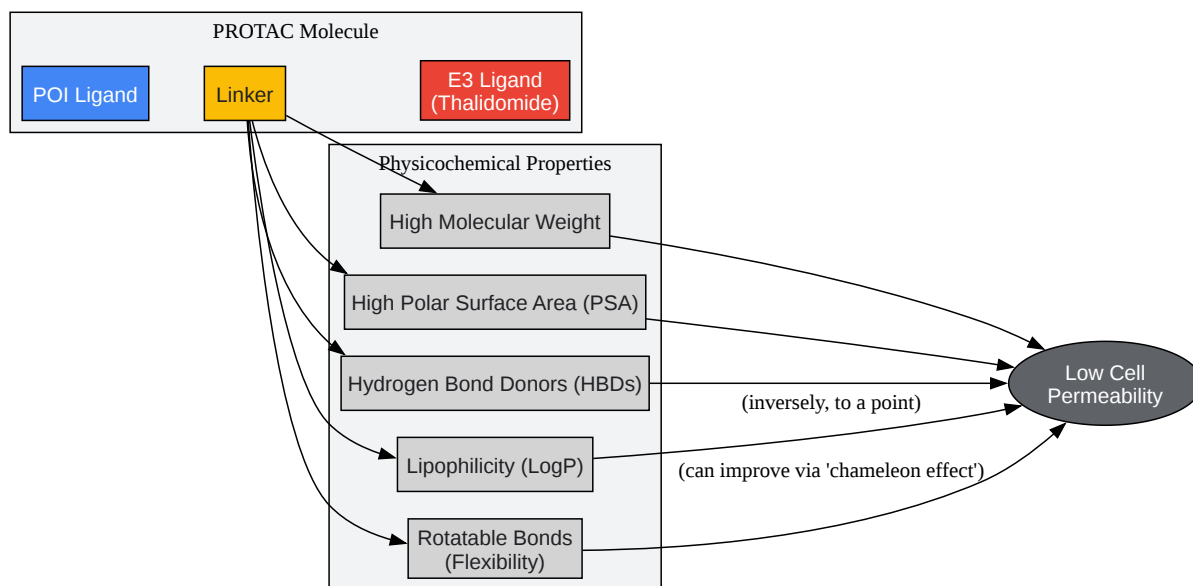 PROTAC Molecule
POI Ligand
Linker
E3 Ligand
(Thalidomide)
Physicochemical Properties
High Molecular Weight
High Polar Surface Area (PSA)
Hydrogen Bond Donors (HBDs)
Low Cell
Permeability
(inversely, to a point)
Lipophilicity (LogP)
(can improve via 'chameleon effect')
Rotatable Bonds
(Flexibility)